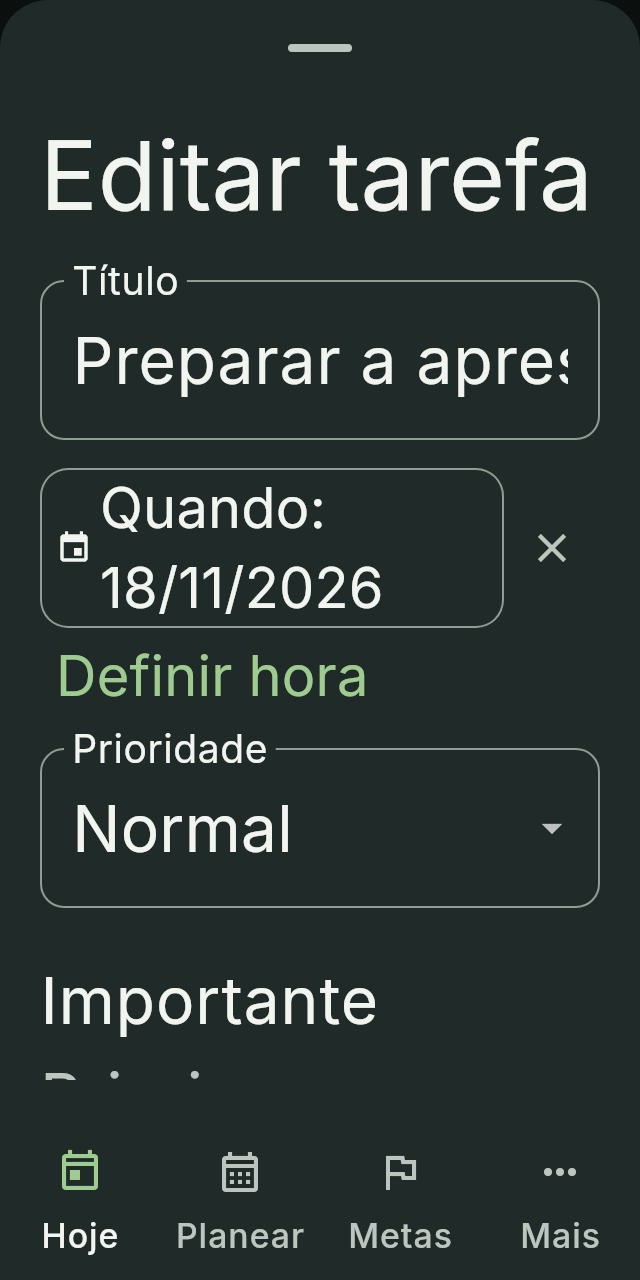 Editar tarefa
Título
Preparar a apres
Quando:
18/11/2026
Definir hora
Prioridade
Normal
Importante
Hoje
Planear
Metas
Mais